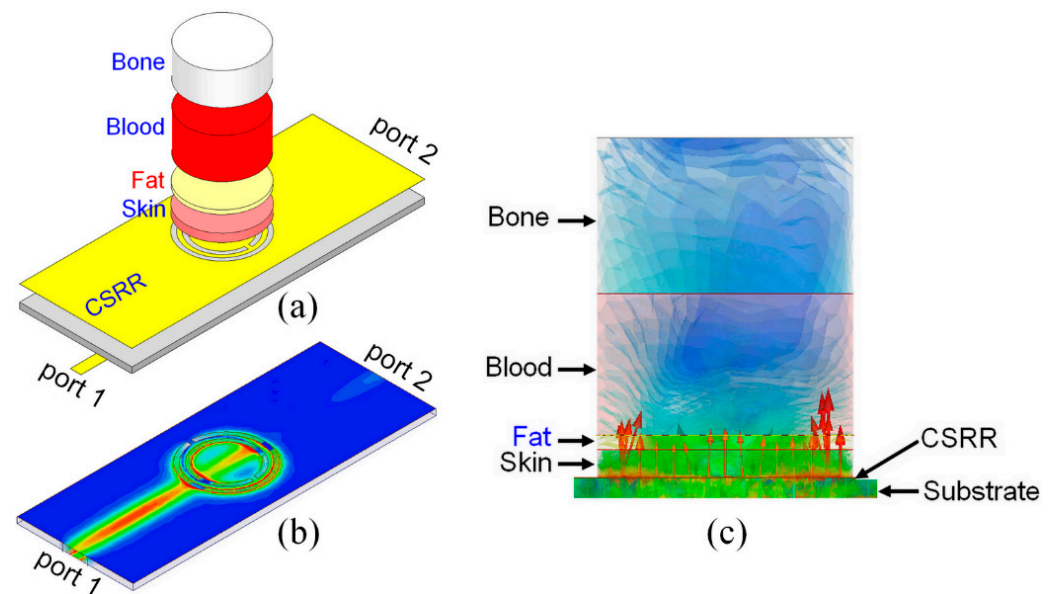 Bone
Blood
Fat
Skin
port 2
CSRR
(a)
port 1
port 2
(b)
port 1
Bone
Blood
Fat
Skin
CSRR
Substrate
(c)